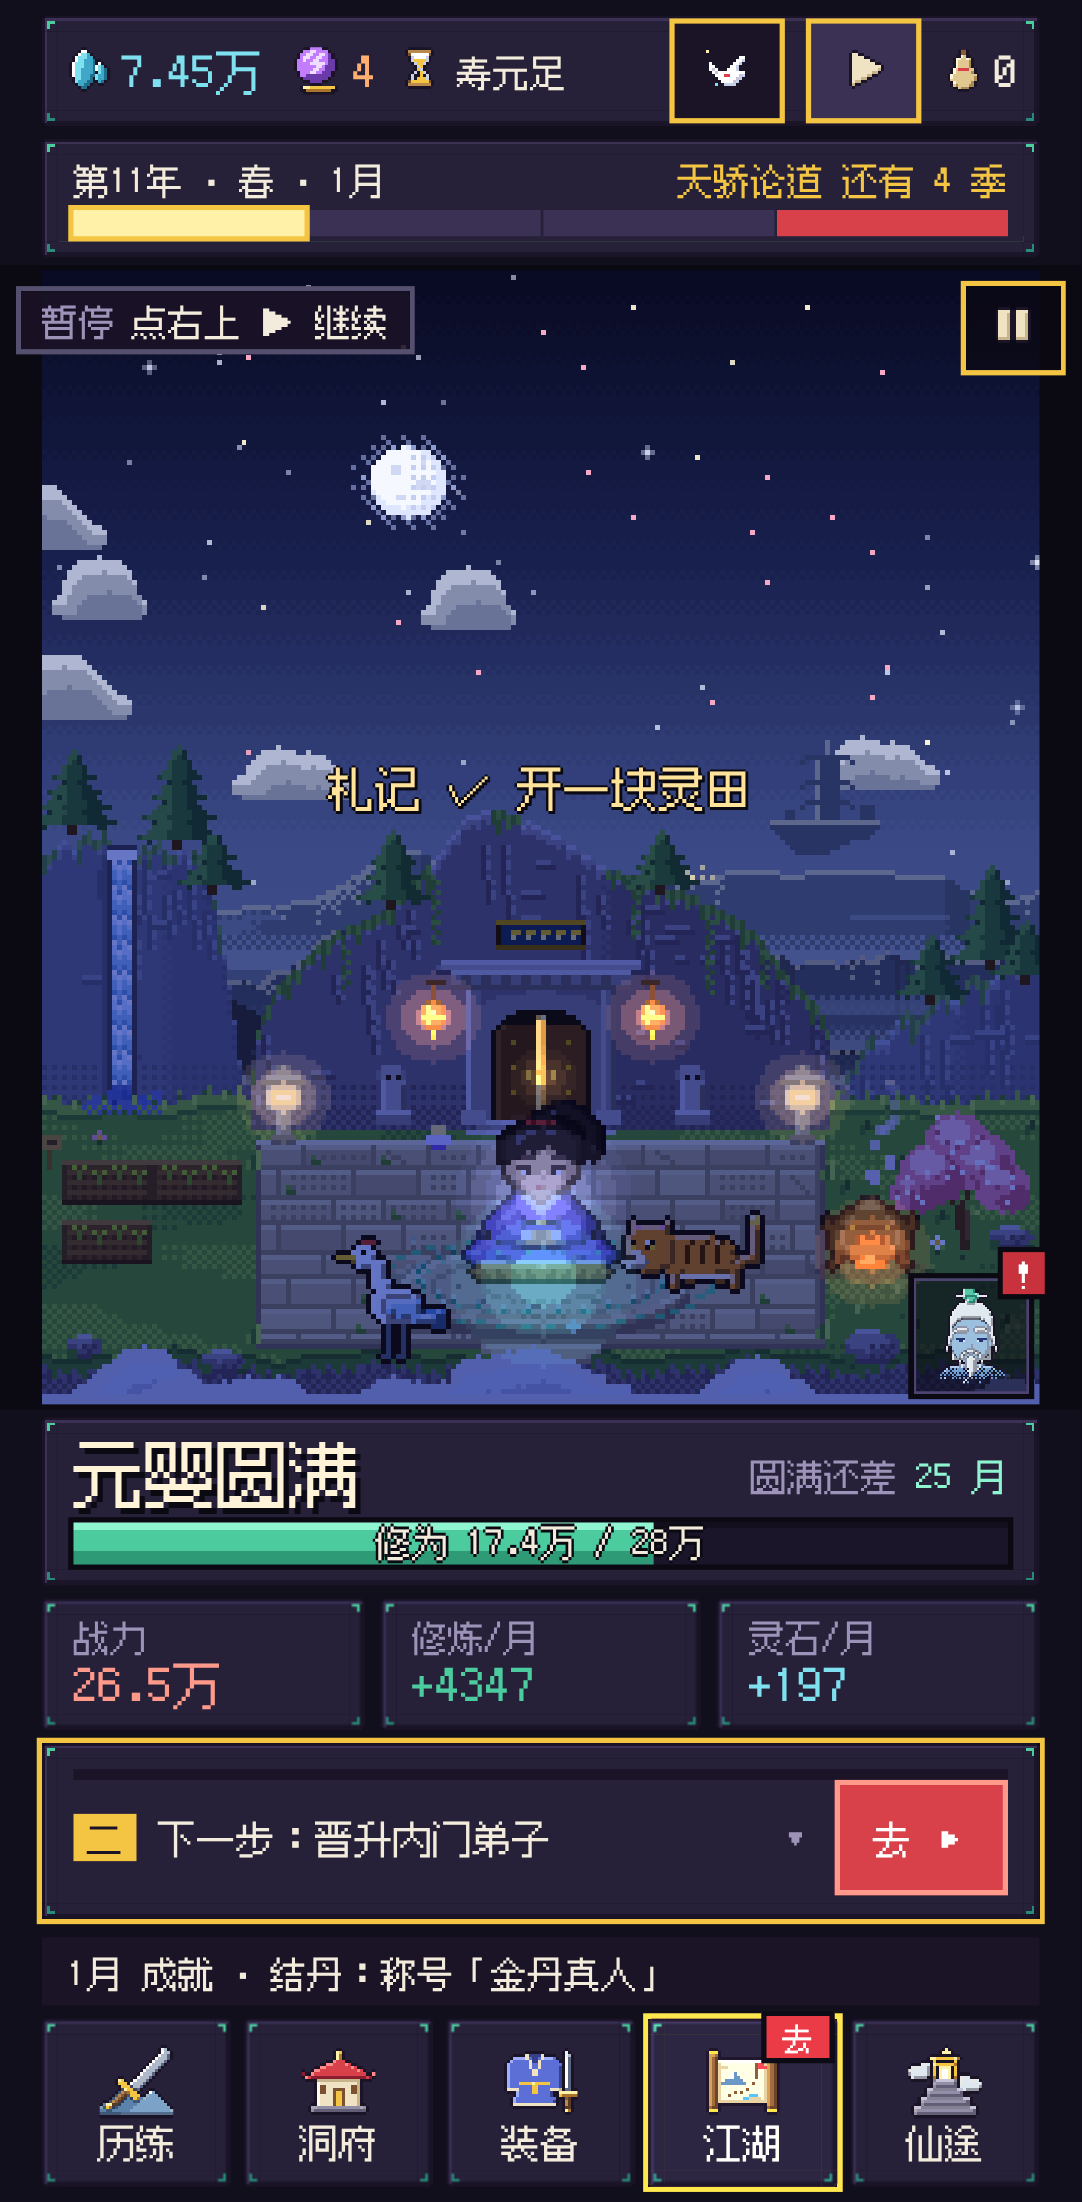 7.45万 4 寿元足 0
第11年 · 春 · 1月 天骄论道 还有 4 季
暂停 点右上 ▶ 继续
札记 ✓ 开一块灵田
元婴圆满 圆满还差 25 月
修为 17.4万 / 28万
战力 修炼/月 灵石/月
26.5万 +4347 +197
二 下一步：晋升内门弟子 ▼ 去 ▶
1月 成就 · 结丹：称号「金丹真人」
去
历练 洞府 装备 江湖 仙途